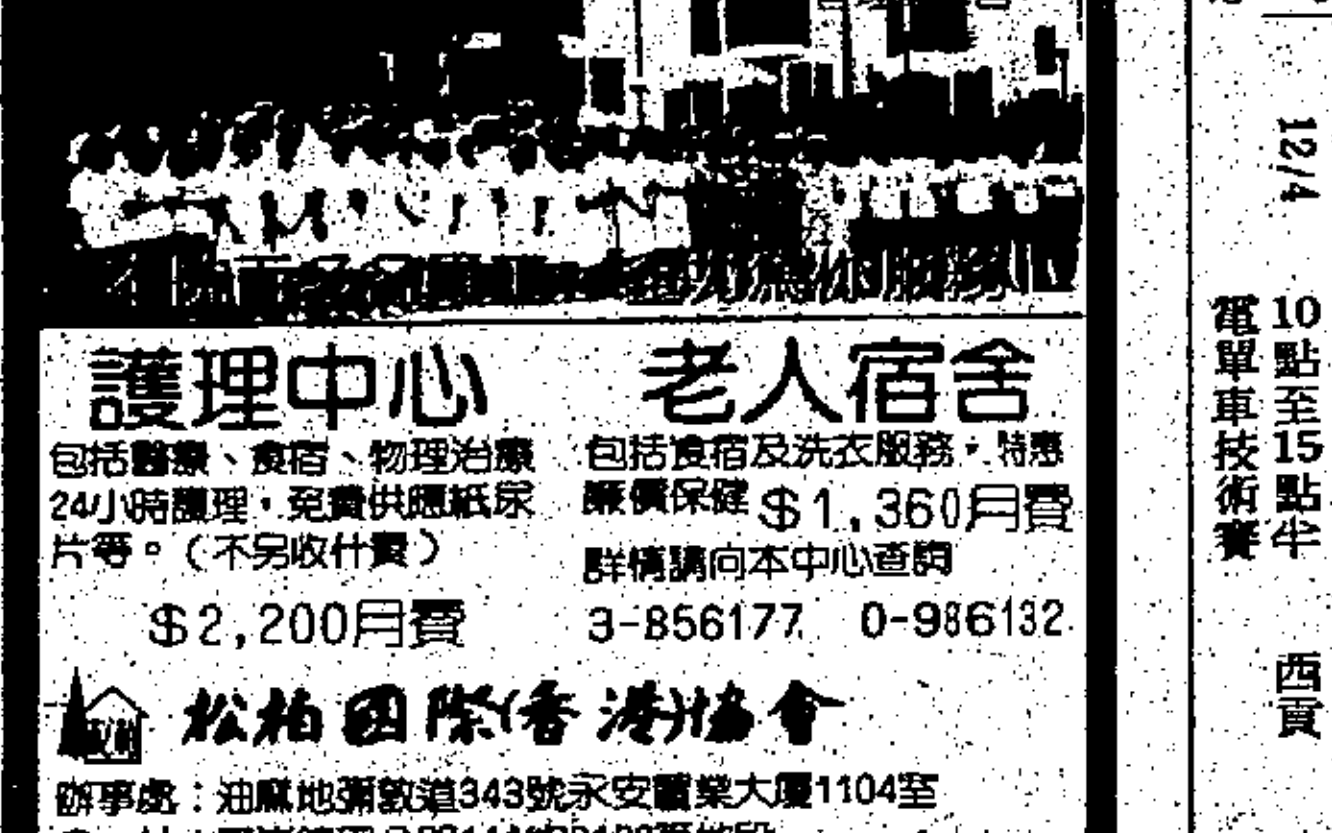 護理中心
包括醫療、食宿、物理治療
24小時護理，免費供應紙尿
片等。（不另收什費）
$2,200月費
老人宿舍
包括食宿及洗衣服務，特惠
廉價保健 $1,360月費
詳情請向本中心查詢
3-856177 0-986132
松柏國際(香港)協會
辦事處：油麻地彌敦道343號永安置業大廈1104至
12/4
10點至15點半
電單車技術賽
西貢